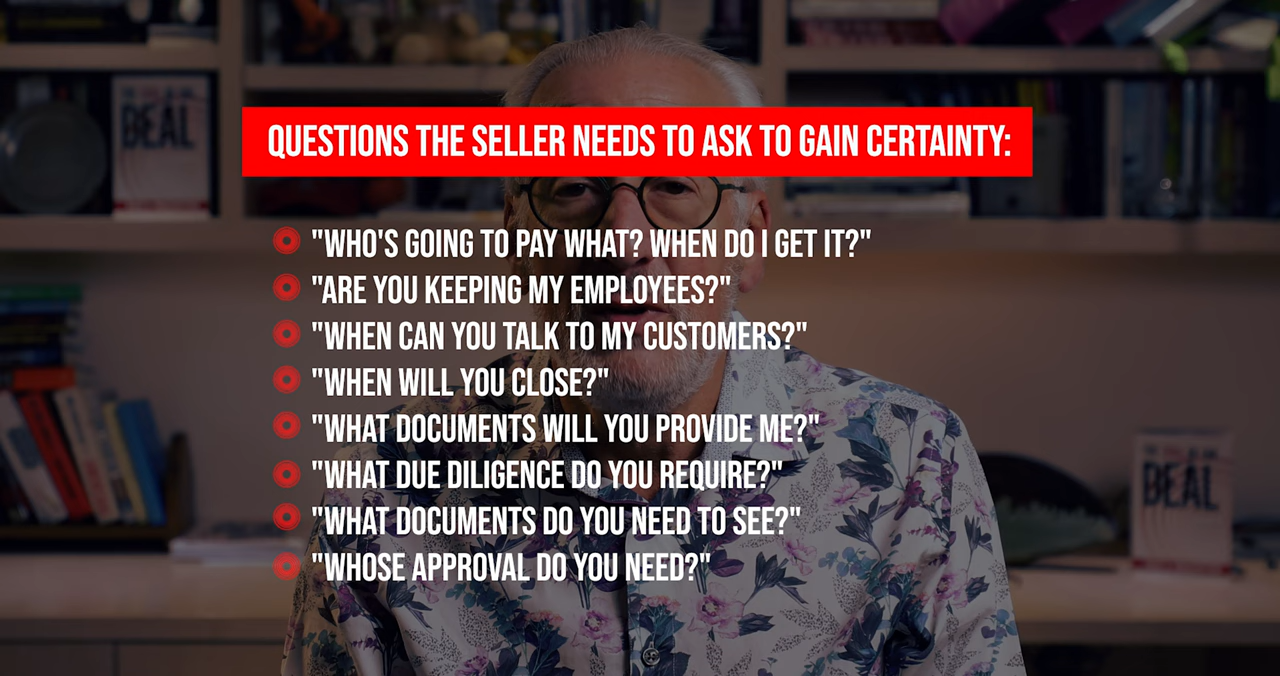 QUESTIONS THE SELLER NEEDS TO ASK TO GAIN CERTAINTY:
"WHO'S GOING TO PAY WHAT? WHEN DO I GET IT?"
"ARE YOU KEEPING MY EMPLOYEES?"
"WHEN CAN YOU TALK TO MY CUSTOMERS?"
"WHEN WILL YOU CLOSE?"
"WHAT DOCUMENTS WILL YOU PROVIDE ME?"
"WHAT DUE DILIGENCE DO YOU REQUIRE?"
"WHAT DOCUMENTS DO YOU NEED TO SEE?"
"WHOSE APPROVAL DO YOU NEED?"
DEAL
DEAL